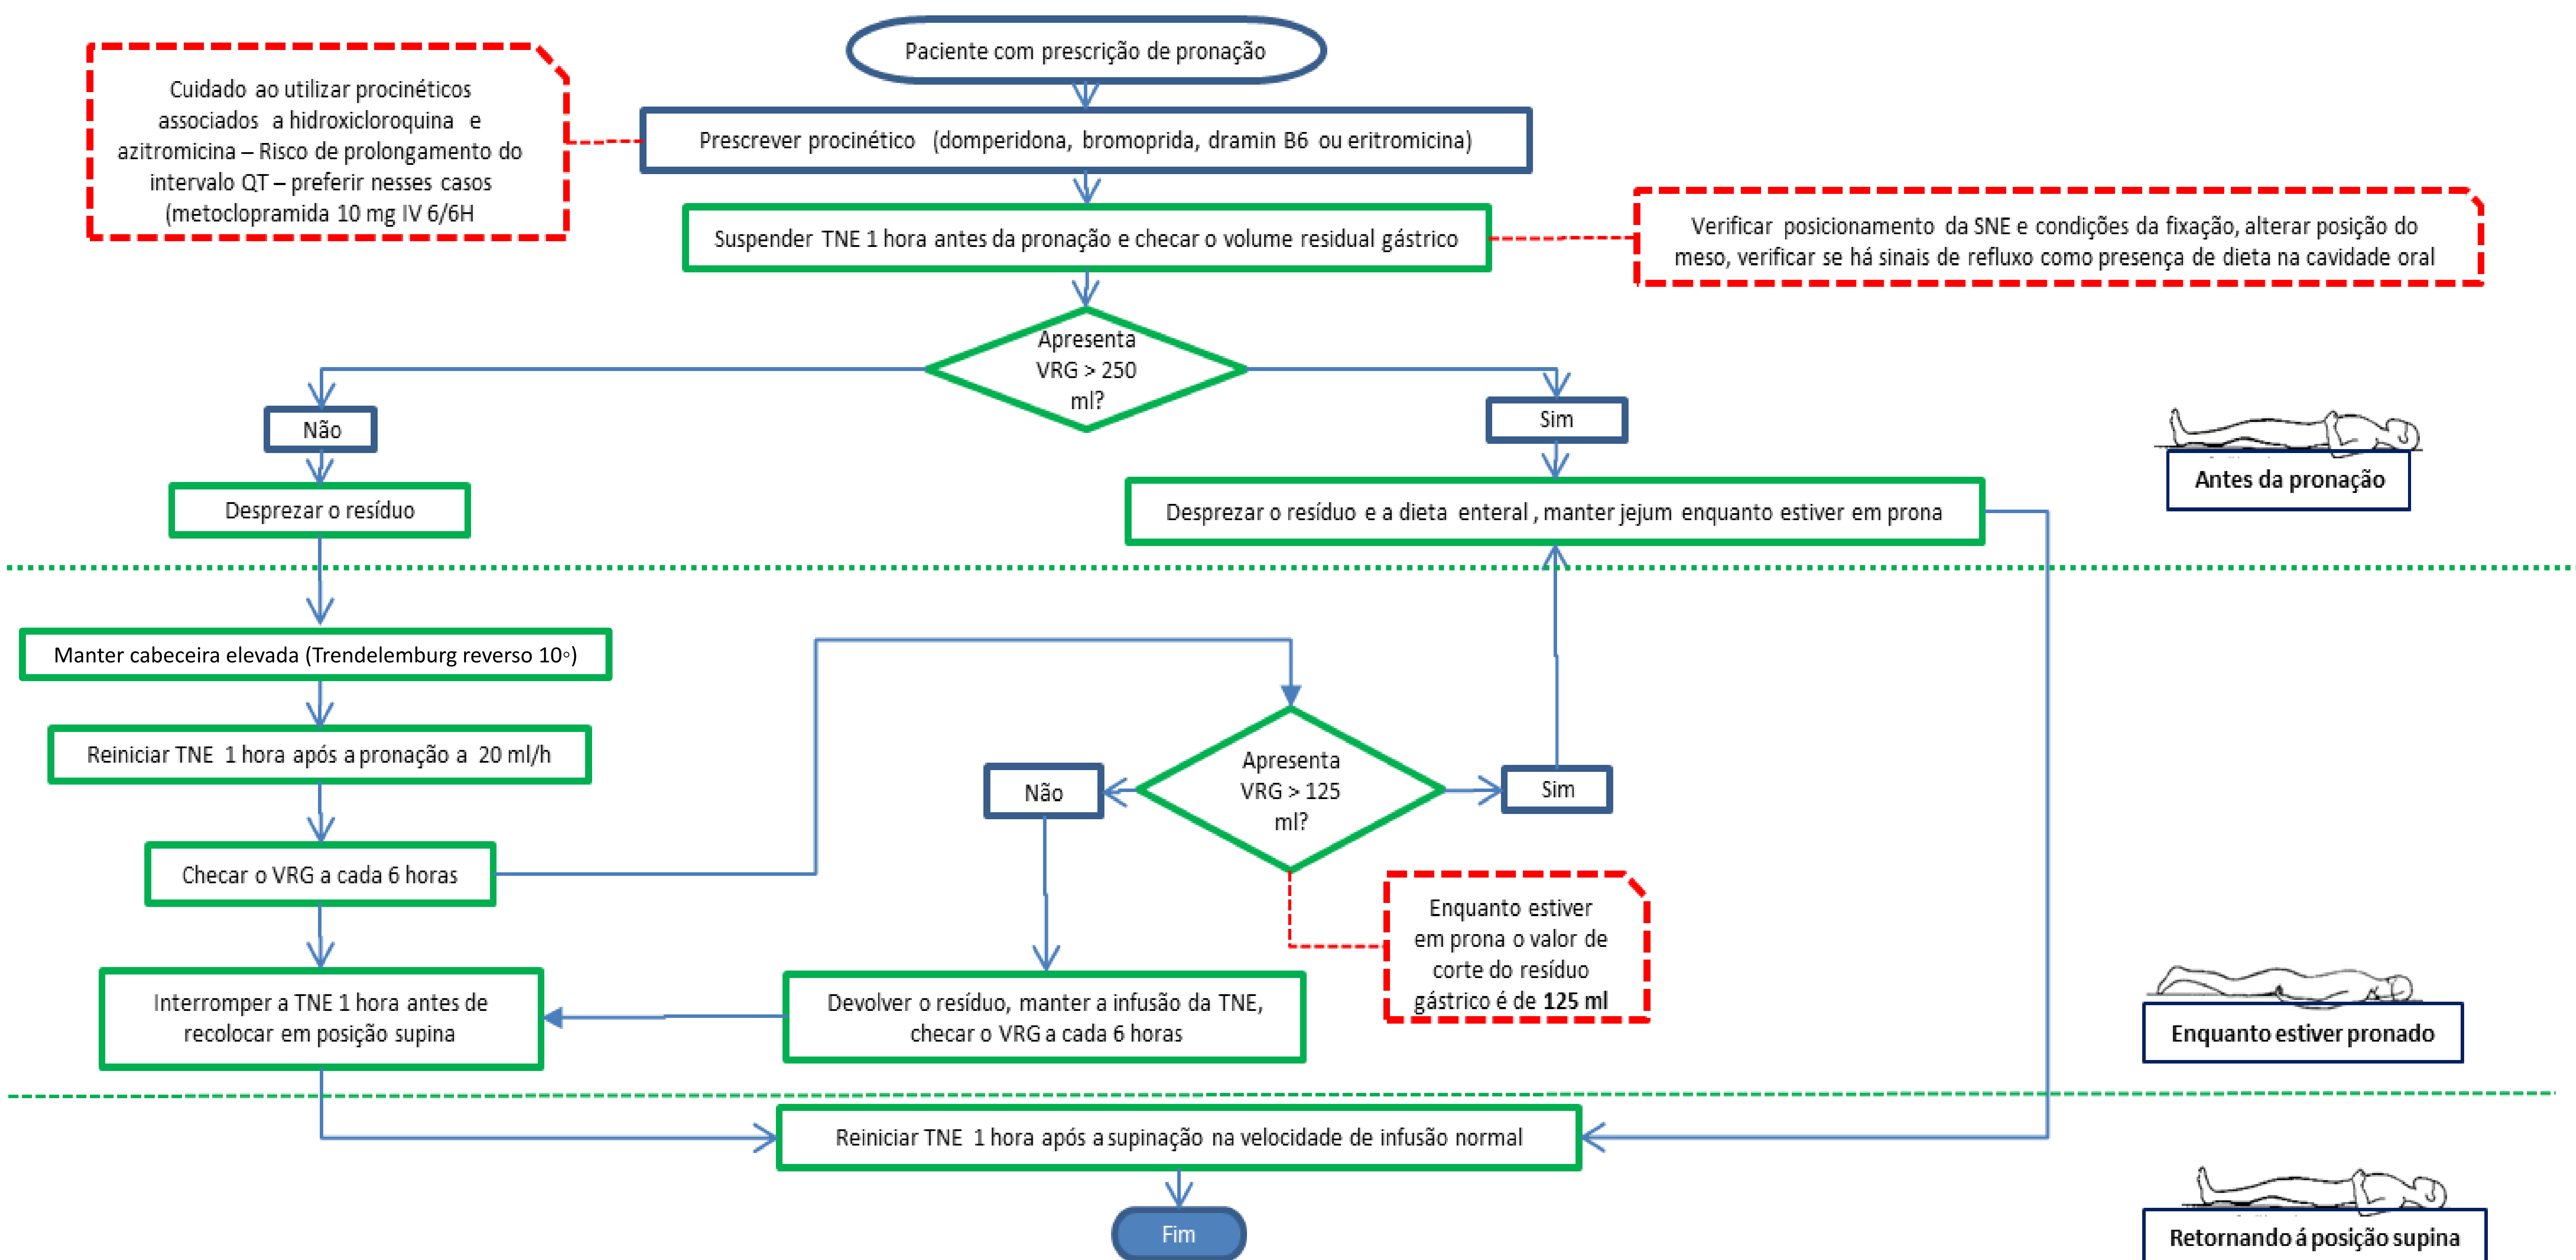 Paciente com prescrição de pronação
Cuidado ao utilizar procinéticos
associados a hidroxicloroquina e
azitromicina – Risco de prolongamento do
intervalo QT – preferir nesses casos
(metoclopramida 10 mg IV 6/6H
Prescrever procinético (domperidona, bromoprida, dramin B6 ou eritromicina)
Suspender TNE 1 hora antes da pronação e checar o volume residual gástrico
Verificar posicionamento da SNE e condições da fixação, alterar posição do
meso, verificar se há sinais de refluxo como presença de dieta na cavidade oral
Apresenta
VRG > 250
ml?
Não
Sim
Desprezar o resíduo
Desprezar o resíduo e a dieta enteral , manter jejum enquanto estiver em prona
Antes da pronação
Manter cabeceira elevada (Trendelemburg reverso 10◦)
Reiniciar TNE 1 hora após a pronação a 20 ml/h
Checar o VRG a cada 6 horas
Apresenta
VRG > 125
ml?
Não
Sim
Enquanto estiver
em prona o valor de
corte do resíduo
gástrico é de 125 ml
Interromper a TNE 1 hora antes de
recolocar em posição supina
Devolver o resíduo, manter a infusão da TNE,
checar o VRG a cada 6 horas
Enquanto estiver pronado
Reiniciar TNE 1 hora após a supinação na velocidade de infusão normal
Fim
Retornando á posição supina